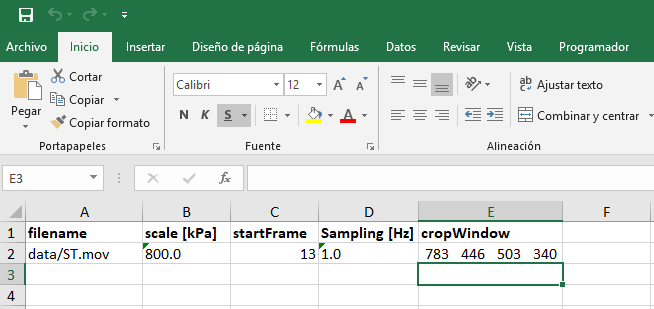 Archivo Inicio Insertar Diseño de página Fórmulas Datos Revisar Vista Programador
Cortar
Copiar
Copiar formato
Pegar
Portapapeles
Calibri 12 A A
N K S A
Fuente
ab c Ajustar texto
Combinar y centrar
Alineación
E3 fx
A B C D E F
1 filename scale [kPa] startFrame Sampling [Hz] cropWindow
2 data/ST.mov 800.0 13 1.0 783 446 503 340
3
4